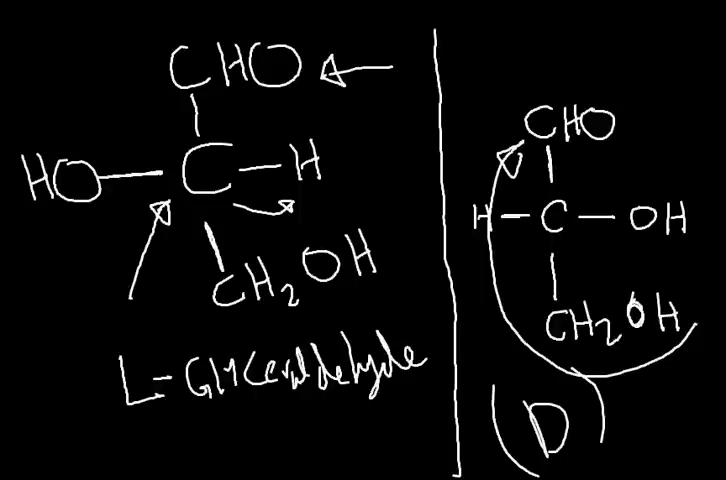 CHO
HO—C—H
CH2OH
L-Glyceraldehyde
CHO
H—C—OH
CH2OH
(D)